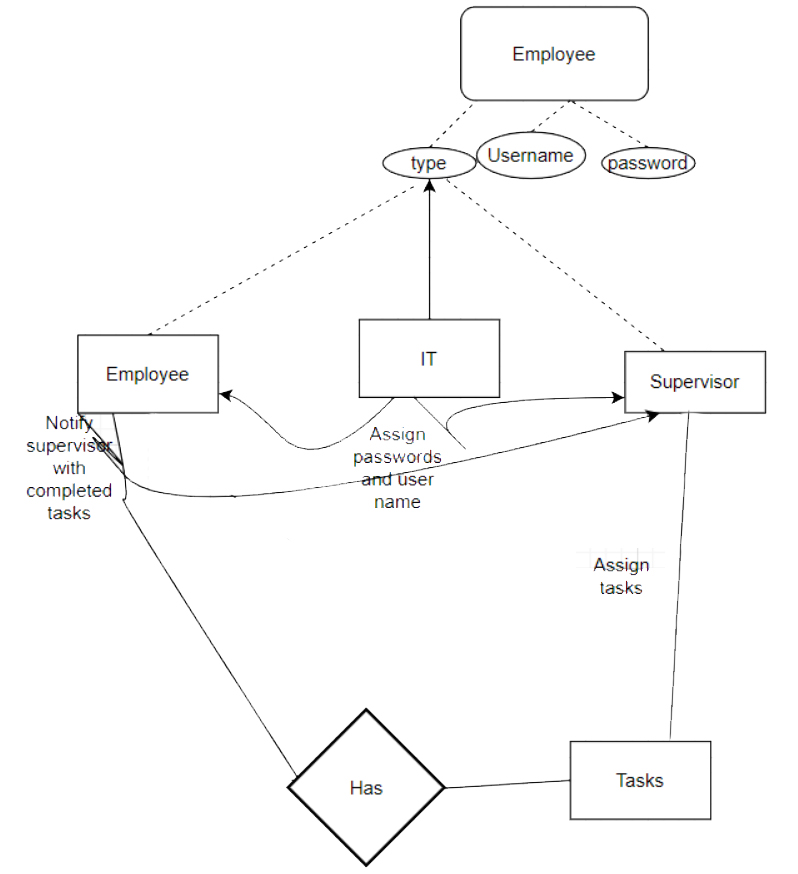 Employee
type
Username
password
Employee
IT
Supervisor
Notify
supervisor
with
completed
tasks
Assign
passwords
and user
name
Assign
tasks
Has
Tasks